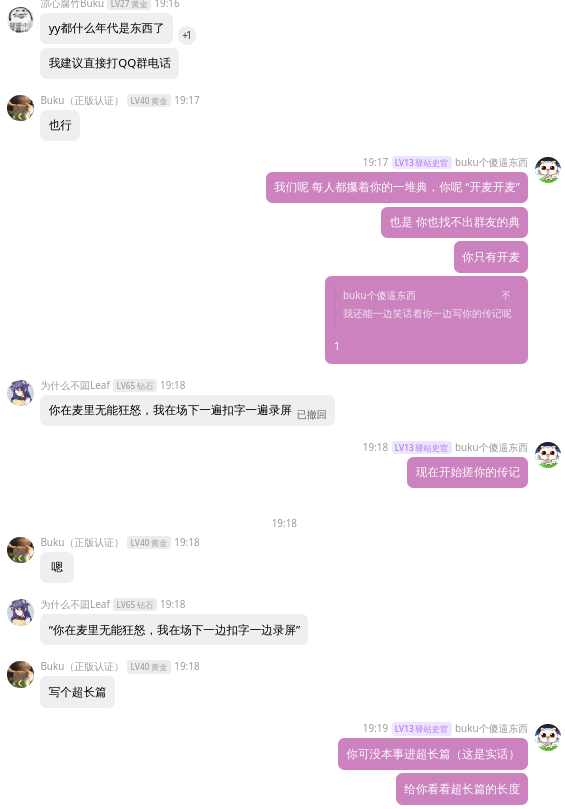 凉心腐竹Buku LV27 黄金 19:16
yy都什么年代是东西了
+1
我建议直接打QQ群电话
Buku（正版认证） LV40 黄金 19:17
也行
19:17 LV13 驿站史官 buku个傻逼东西
我们呢 每人都攥着你的一堆典，你呢 “开麦开麦”
也是 你也找不出群友的典
你只有开麦
buku个傻逼东西
我还能一边笑话着你一边写你的传记呢
1
为什么不囬Leaf LV65 钻石 19:18
你在麦里无能狂怒，我在场下一遍扣字一遍录屏 已撤回
19:18 LV13 驿站史官 buku个傻逼东西
现在开始搓你的传记
19:18
Buku（正版认证） LV40 黄金 19:18
嗯
为什么不囬Leaf LV65 钻石 19:18
“你在麦里无能狂怒，我在场下一边扣字一边录屏”
Buku（正版认证） LV40 黄金 19:18
写个超长篇
19:19 LV13 驿站史官 buku个傻逼东西
你可没本事进超长篇（这是实话）
给你看看超长篇的长度